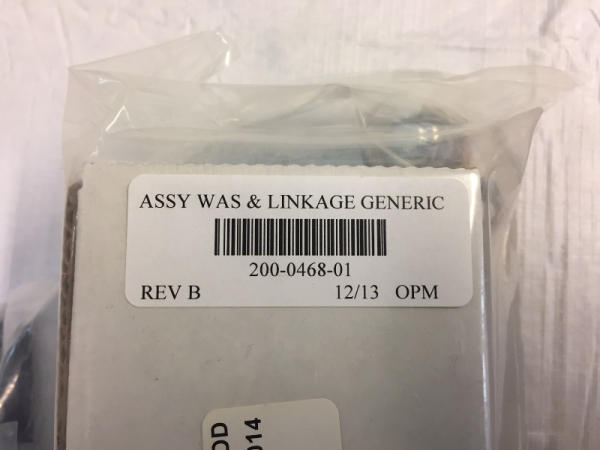 ASSY WAS & LINKAGE GENERIC
200-0468-01
REV B 12/13 OPM